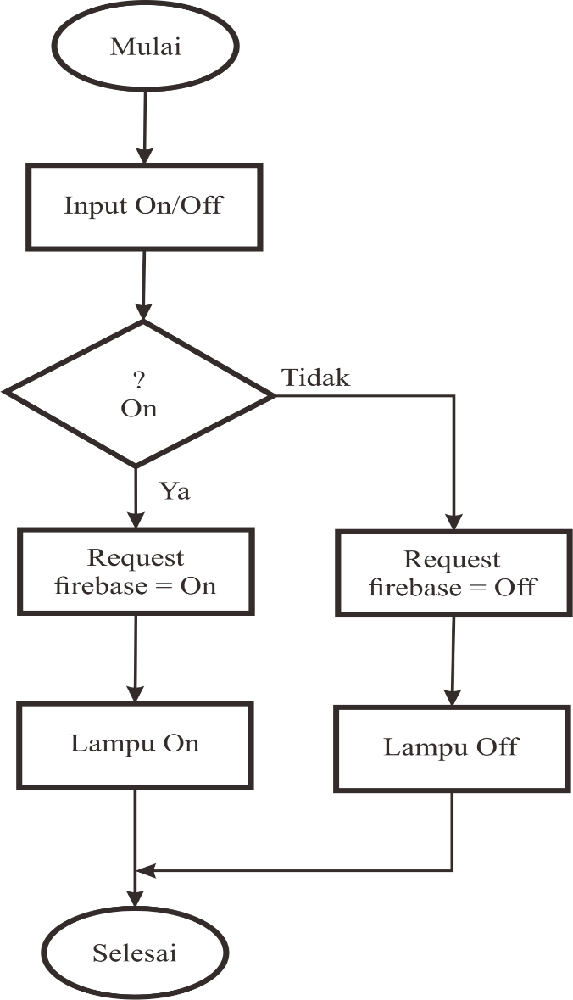 Mulai
Input On/Off
?
On
Tidak
Ya
Request
firebase = On
Request
firebase = Off
Lampu On
Lampu Off
Selesai